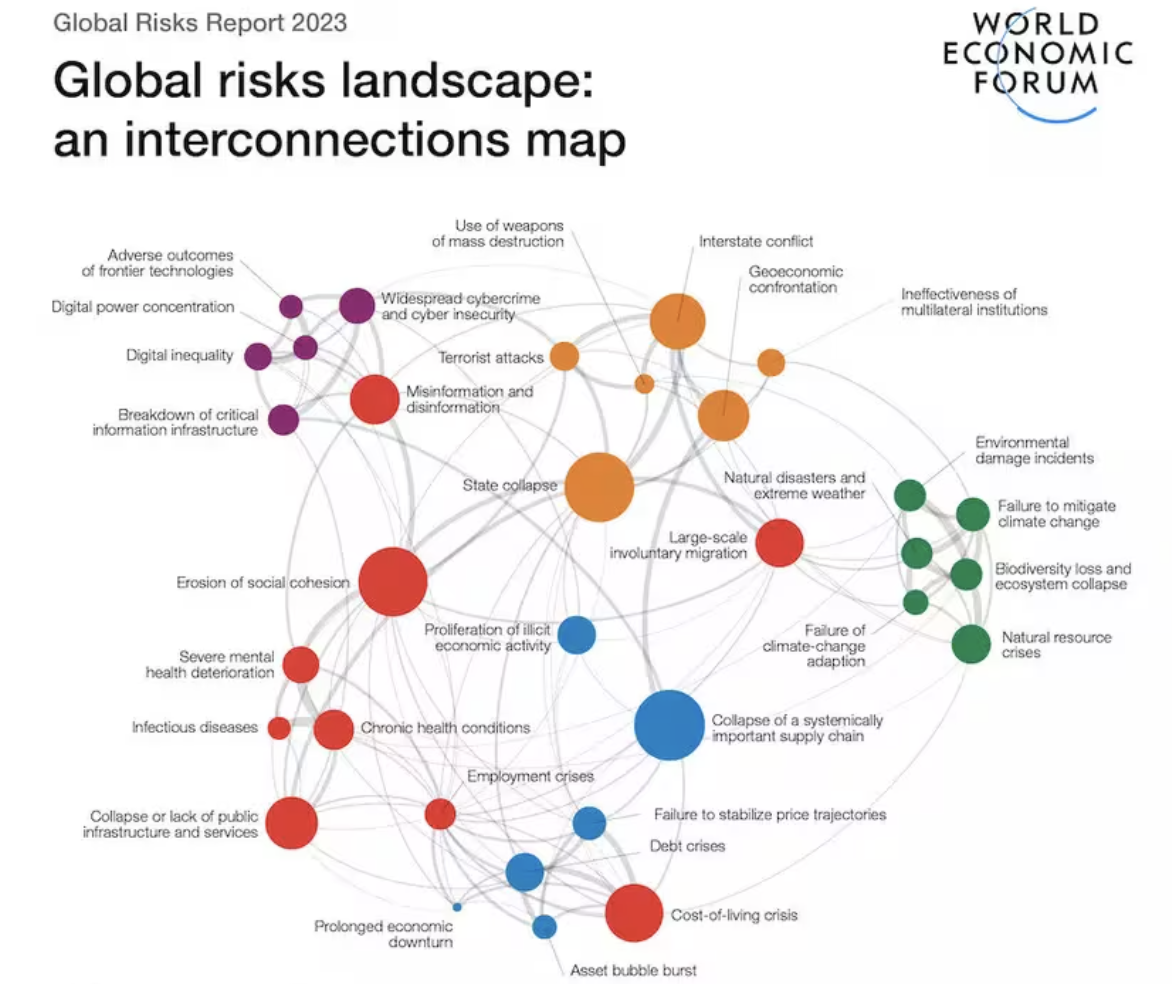 Global Risks Report 2023
WORLD
ECONOMIC
FORUM
Global risks landscape:
an interconnections map
Use of weapons
of mass destruction
Interstate conflict
Adverse outcomes
of frontier technologies
Geoeconomic
confrontation
Digital power concentration
Widespread cybercrime
and cyber insecurity
Ineffectiveness of
multilateral institutions
Digital inequality
Terrorist attacks
Misinformation and
disinformation
Breakdown of critical
information infrastructure
Environmental
damage incidents
State collapse
Natural disasters and
extreme weather
Failure to mitigate
climate change
Large-scale
involuntary migration
Biodiversity loss and
ecosystem collapse
Erosion of social cohesion
Proliferation of illicit
economic activity
Failure of
climate-change
adaption
Natural resource
crises
Severe mental
health deterioration
Infectious diseases
Chronic health conditions
Collapse of a systemically
important supply chain
Employment crises
Collapse or lack of public
infrastructure and services
Failure to stabilize price trajectories
Debt crises
Prolonged economic
downturn
Cost-of-living crisis
Asset bubble burst